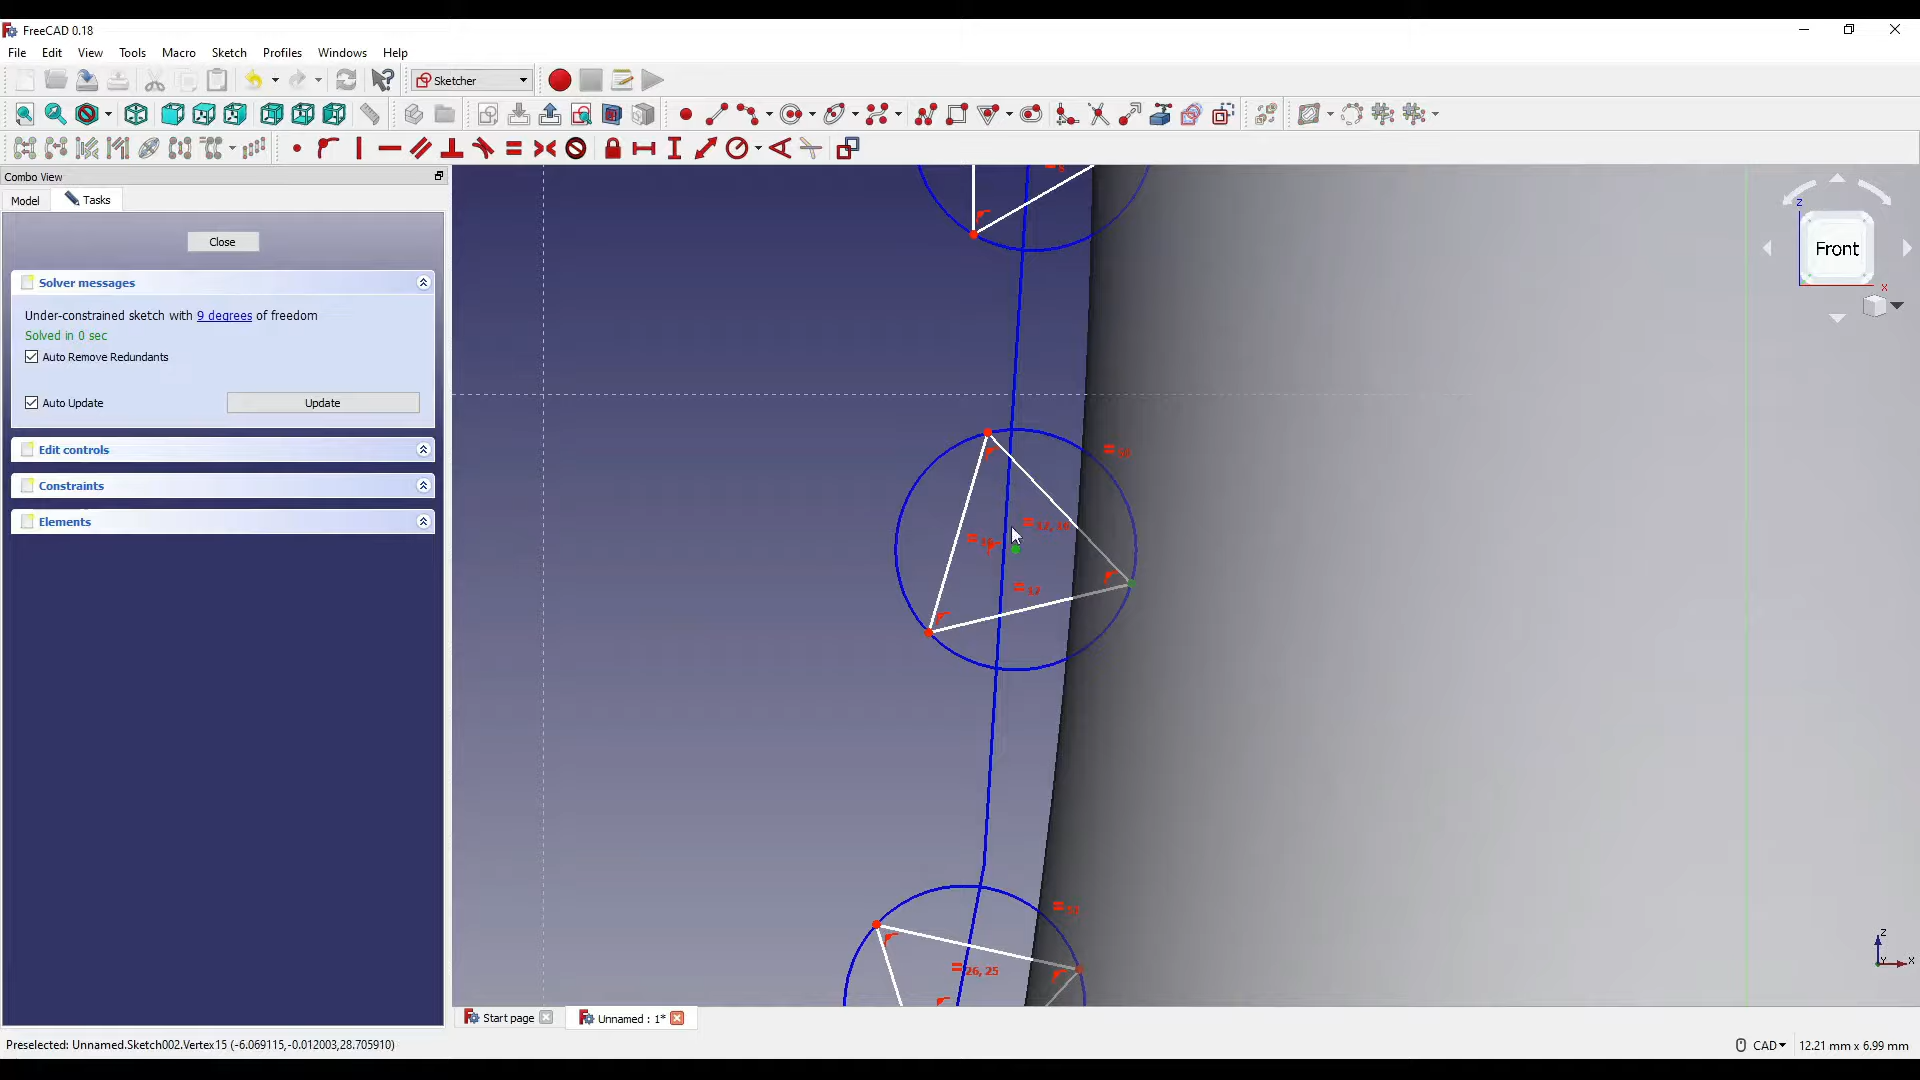 FreeCAD 0.18
File Edit View Tools Macro Sketch Profiles Windows Help
Sketcher
Combo View
Model Tasks
Close
Solver messages
Under-constrained sketch with 9 degrees of freedom
Solved in 0 sec
Auto Remove Redundants
Auto Update Update
Edit controls
Constraints
Elements
Front
z
x
17
26, 25
z
x
Start page Unnamed : 1*
Preselected: Unnamed.Sketch002.Vertex15 (-6.069115,-0.012003,28.705910)
CAD 12.21 mm x 6.99 mm